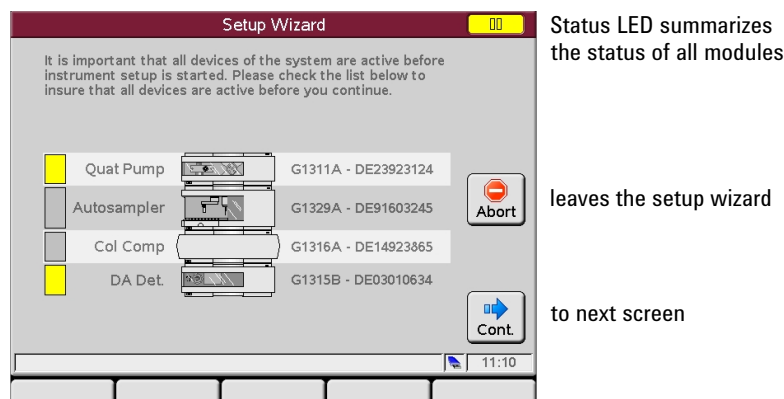 Setup Wizard
Status LED summarizes
the status of all modules
It is important that all devices of the system are active before
instrument setup is started. Please check the list below to
insure that all devices are active before you continue.
Quat Pump G1311A - DE23923124
Autosampler G1329A - DE91603245
Abort
leaves the setup wizard
Col Comp G1316A - DE14923865
DA Det. G1315B - DE03010634
Cont.
to next screen
11:10